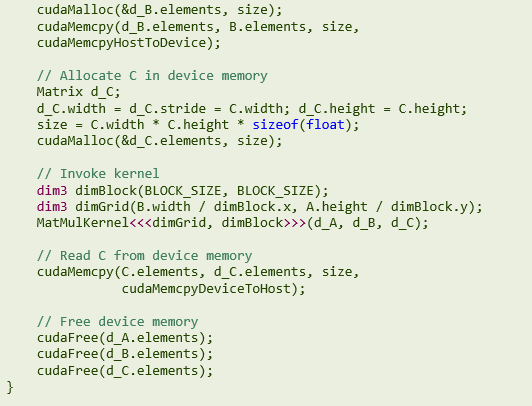 cudaMalloc(&d_B.elements, size);
cudaMemcpy(d_B.elements, B.elements, size,
cudaMemcpyHostToDevice);
// Allocate C in device memory
Matrix d_C;
d_C.width = d_C.stride = C.width; d_C.height = C.height;
size = C.width * C.height * sizeof(float);
cudaMalloc(&d_C.elements, size);
// Invoke kernel
dim3 dimBlock(BLOCK_SIZE, BLOCK_SIZE);
dim3 dimGrid(B.width / dimBlock.x, A.height / dimBlock.y);
MatMulKernel<<<dimGrid, dimBlock>>>(d_A, d_B, d_C);
// Read C from device memory
cudaMemcpy(C.elements, d_C.elements, size,
cudaMemcpyDeviceToHost);
// Free device memory
cudaFree(d_A.elements);
cudaFree(d_B.elements);
cudaFree(d_C.elements);
}